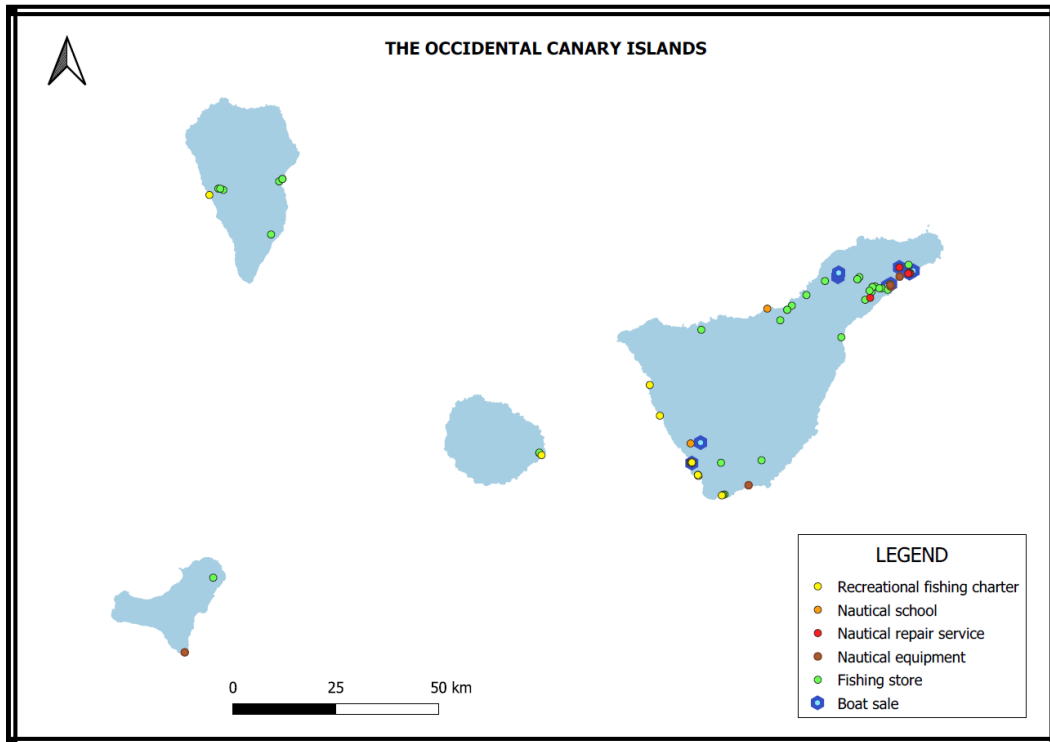 THE OCCIDENTAL CANARY ISLANDS
LEGEND
Recreational fishing charter
Nautical school
Nautical repair service
Nautical equipment
Fishing store
Boat sale
0 25 50 km